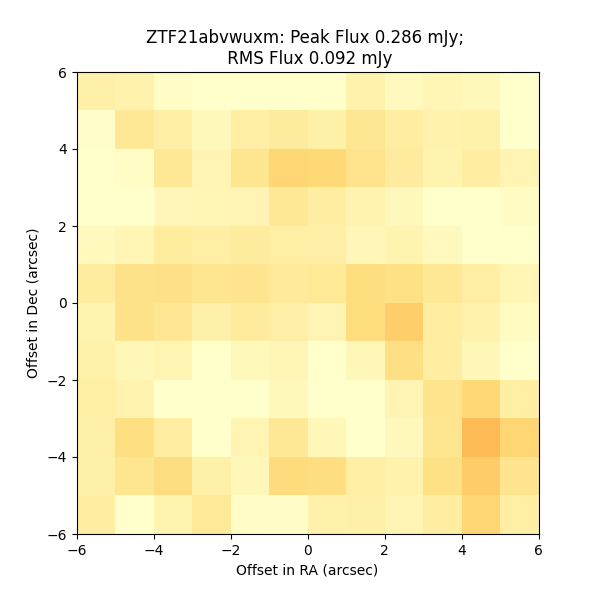 ZTF21abvwuxm: Peak Flux 0.286 mJy;
RMS Flux 0.092 mJy
6
4
2
0
−2
−4
−6
Offset in Dec (arcsec)
−6 −4 −2 0 2 4 6
Offset in RA (arcsec)